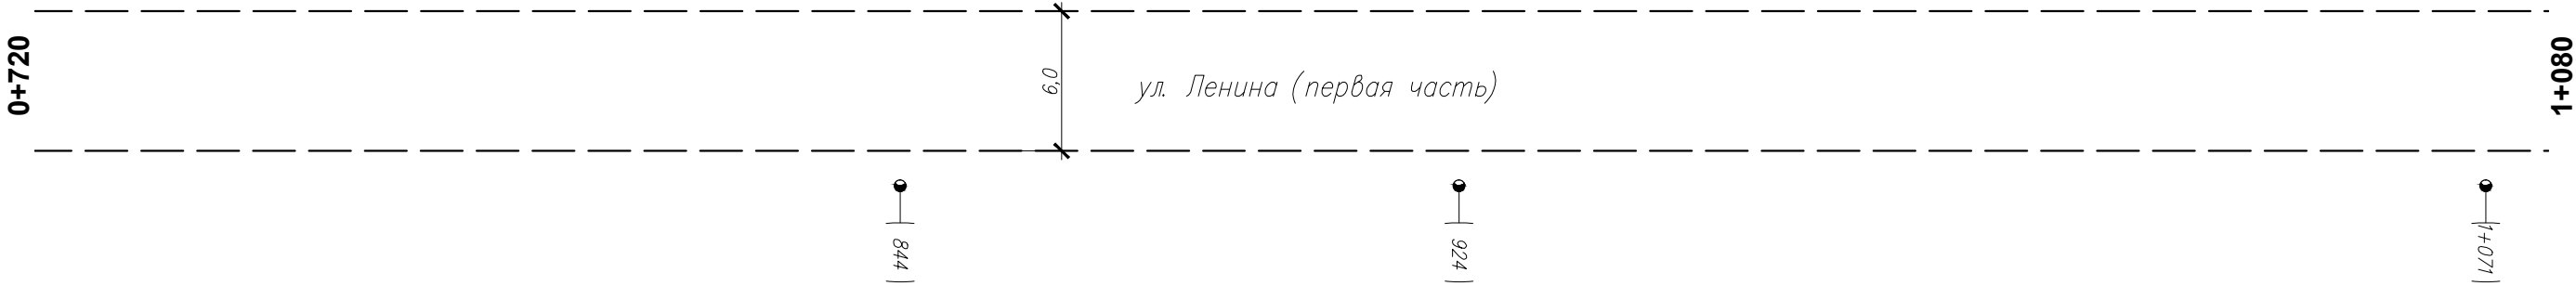 0+720
6,0
ул. Ленина (первая часть)
1+080
( 844 )
( 924 )
(1+071)